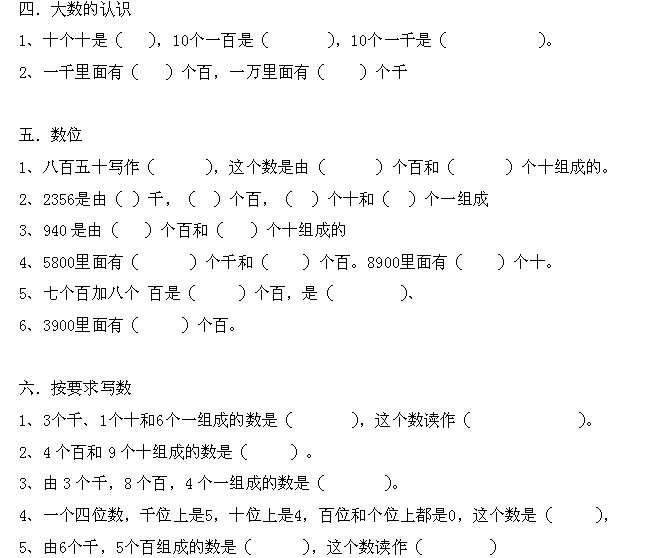 四．大数的认识
1、十个十是（   ），10个一百是（       ），10个一千是（           ）。
2、一千里面有（   ）个百，一万里面有（    ）个千
五．数位
1、八百五十写作（      ），这个数是由（      ）个百和（      ）个十组成的。
2、2356是由（ ）千，（  ）个百，（  ）个十和（  ）个一组成
3、940 是由（   ）个百和（   ）个十组成的
4、5800里面有（      ）个千和（    ）个百。8900里面有（    ）个十。
5、七个百加八个 百是（     ）个百，是（        ）、
6、3900里面有（     ）个百。
六．按要求写数
1、3个千、1个十和6个一组成的数是（       ），这个数读作（             ）。
2、4 个百和 9 个十组成的数是（     ）。
3、由 3 个千，8 个百，4 个一组成的数是（       ）。
4、一个四位数，千位上是5，十位上是4，百位和个位上都是0，这个数是（     ），
5、由6个千，5个百组成的数是（      ），这个数读作（        ）